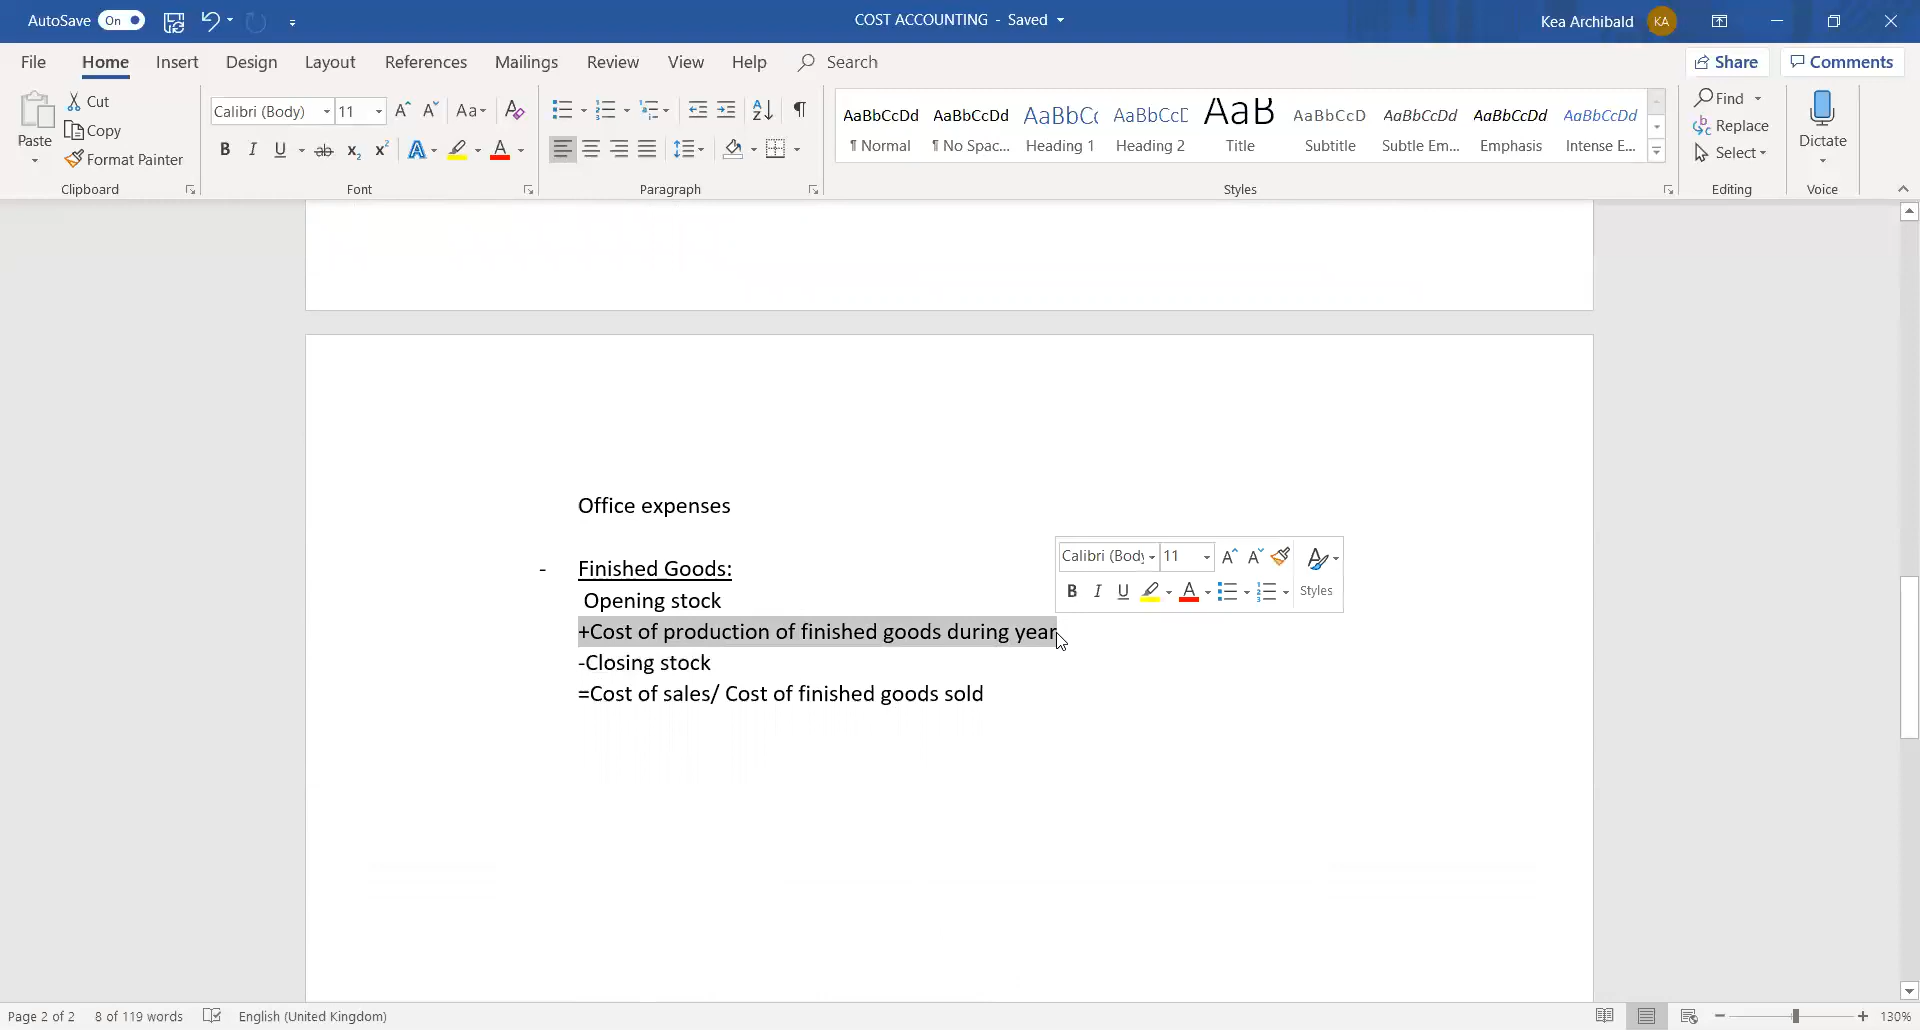 AutoSave On COST ACCOUNTING - Saved Kea Archibald KA
File Home Insert Design Layout References Mailings Review View Help Search Share Comments
Paste
Cut
Copy
Format Painter
Clipboard
Calibri (Body) 11
Font
Paragraph
AaBbCcDd AaBbCcDd AaBbCc AaBbCcD AaB AaBbCcD AaBbCcDd AaBbCcDd AaBbCcDd
¶ Normal ¶ No Spac... Heading 1 Heading 2 Title Subtitle Subtle Em... Emphasis Intense E...
Styles
Find
Replace
Select
Editing
Dictate
Voice
Office expenses
- Finished Goods:
Opening stock
+Cost of production of finished goods during year
-Closing stock
=Cost of sales/ Cost of finished goods sold
Calibri (Body 11
B I U A Styles
Page 2 of 2 8 of 119 words English (United Kingdom) 130%